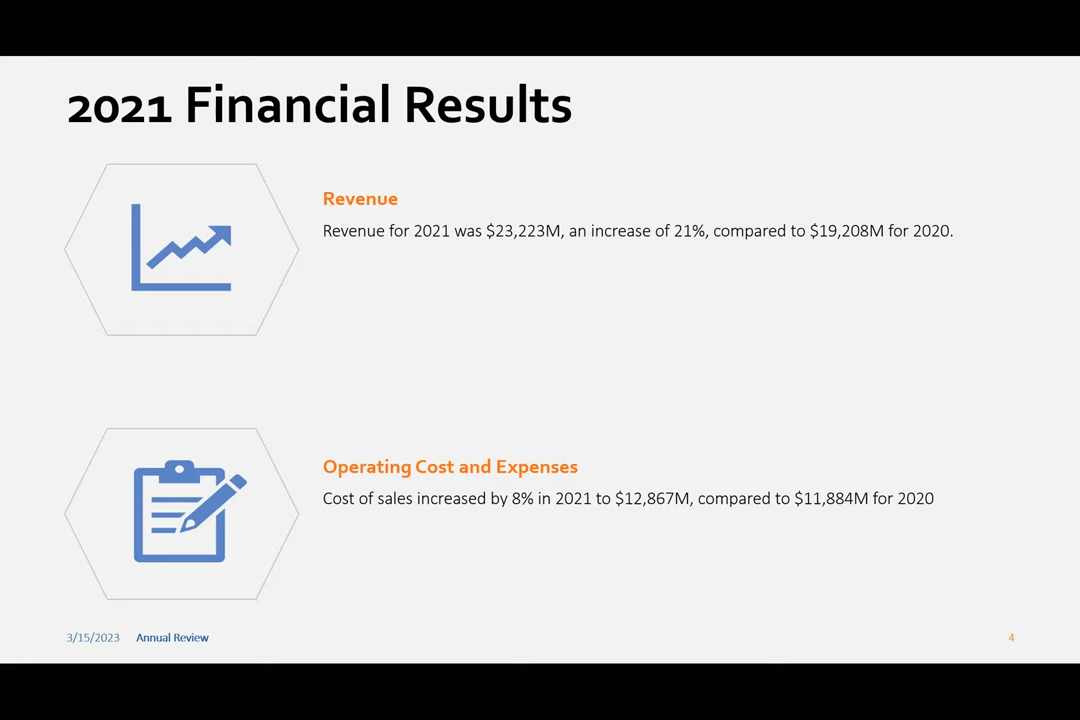 2021 Financial Results
Revenue
Revenue for 2021 was $23,223M, an increase of 21%, compared to $19,208M for 2020.
Operating Cost and Expenses
Cost of sales increased by 8% in 2021 to $12,867M, compared to $11,884M for 2020
3/15/2023 Annual Review 4